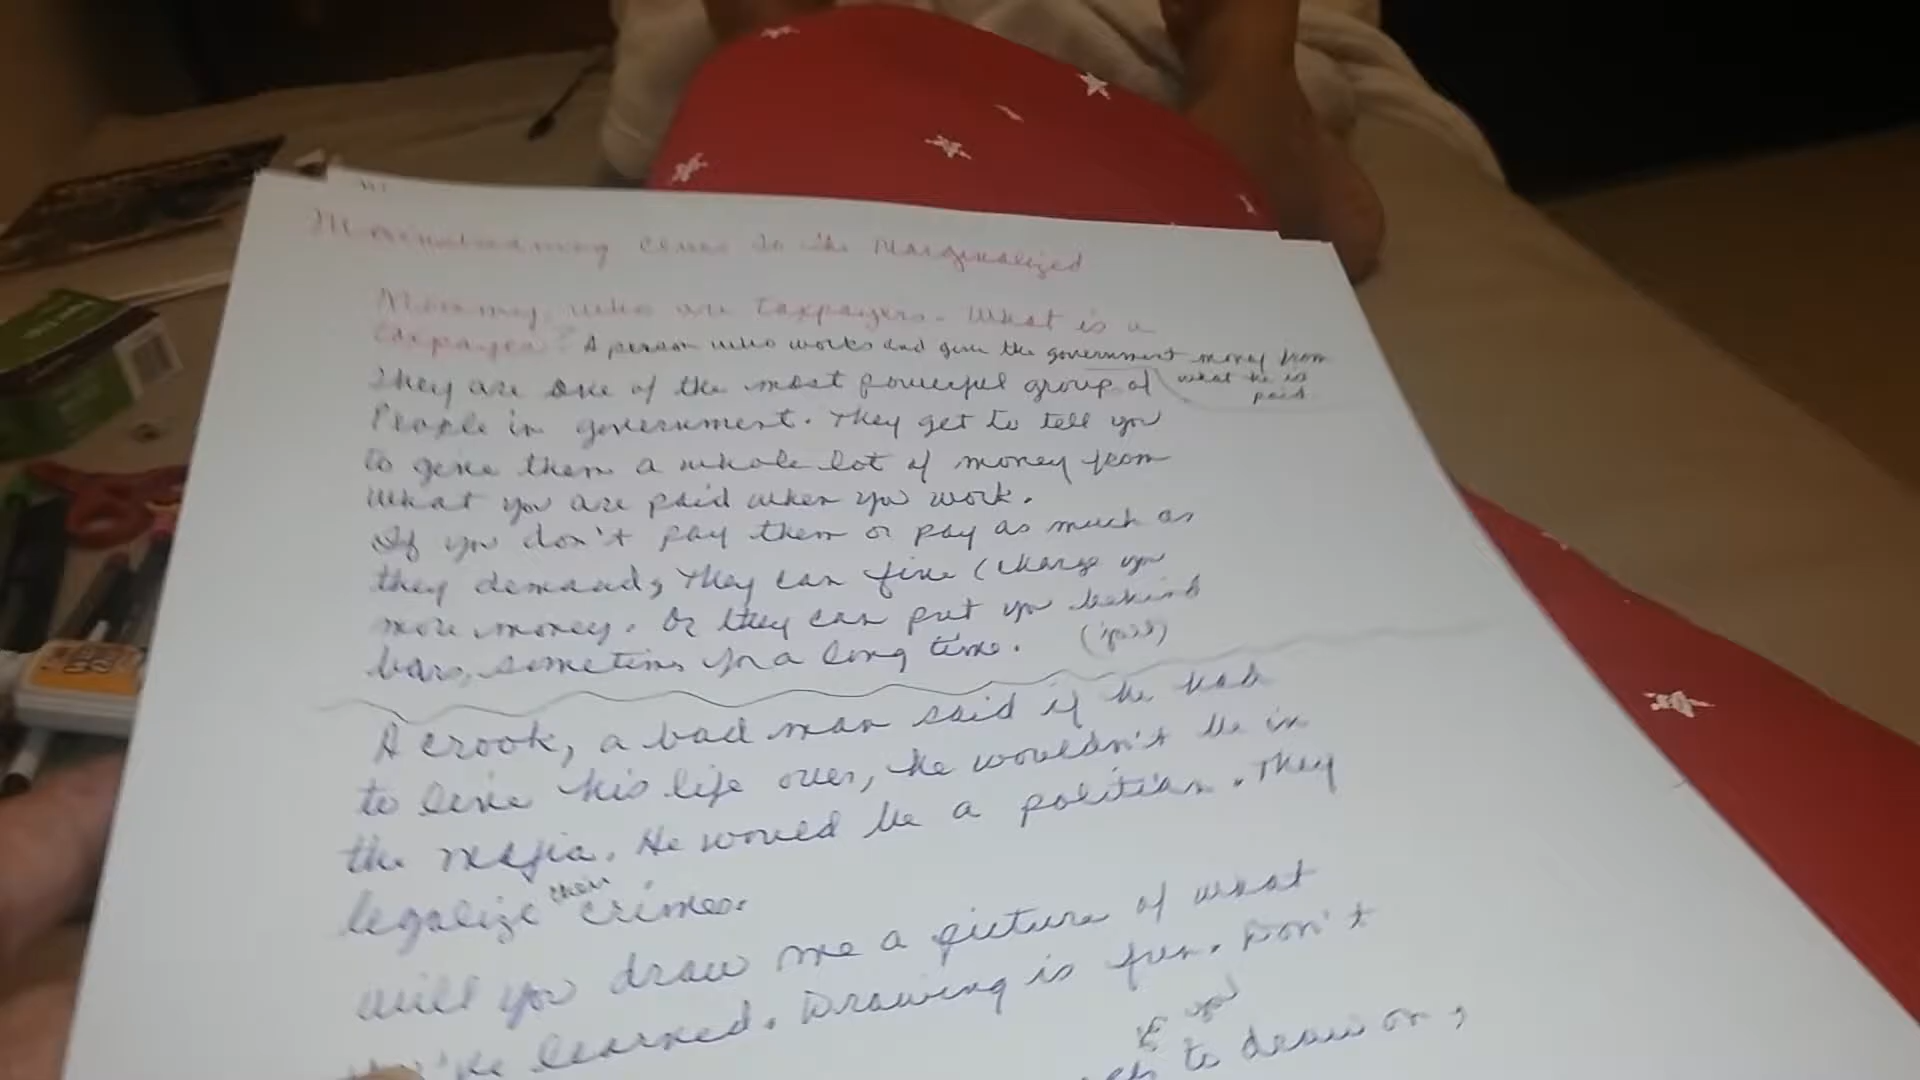 Mainstreaming comes to the Marginalized
Mommy, who are taxpayers. What is a
taxpayer? A person who works and give the government money from
what he is
paid.
They are one of the most powerful group of
People in government. They get to tell you
to give them a whole lot of money from
what you are paid when you work.
If you don't pay them or pay as much as
they demand, They can fine (charge you
more money. Or they can put you behind
bars, sometimes for a long time. (jail)
A crook, a bad man said if he had
to live his life over, he wouldn't be in
the mafia. He would be a politian. They
legalize their crimes.
Will you draw me a picture of what
learned. Drawing is fun. Don't
you
to draw on,